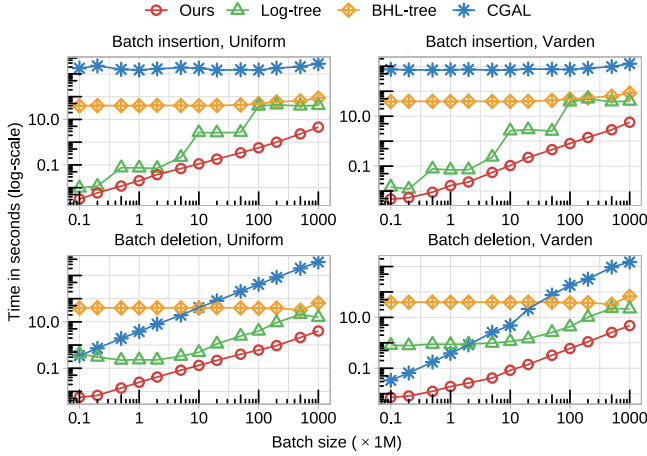 Ours Log-tree BHL-tree CGAL
Batch insertion, Uniform Batch insertion, Varden
Time in seconds (log-scale)
10.0 10.0
0.1 0.1
0.1 1 10 100 1000 0.1 1 10 100 1000
Batch deletion, Uniform Batch deletion, Varden
10.0 10.0
0.1 0.1
0.1 1 10 100 1000 0.1 1 10 100 1000
Batch size ( × 1M)